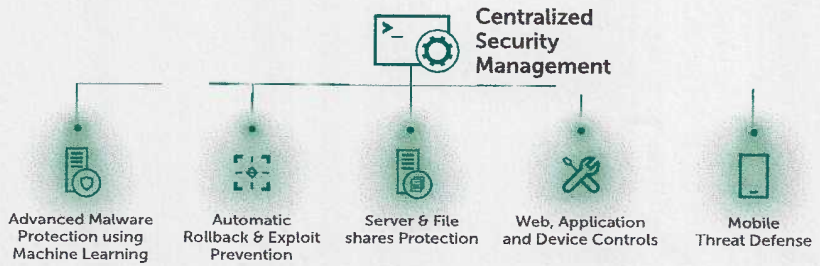 Centralized
Security
Management
Advanced Malware
Protection using
Machine Learning
Automatic
Rollback & Exploit
Prevention
Server & File
shares Protection
Web, Application
and Device Controls
Mobile
Threat Defense